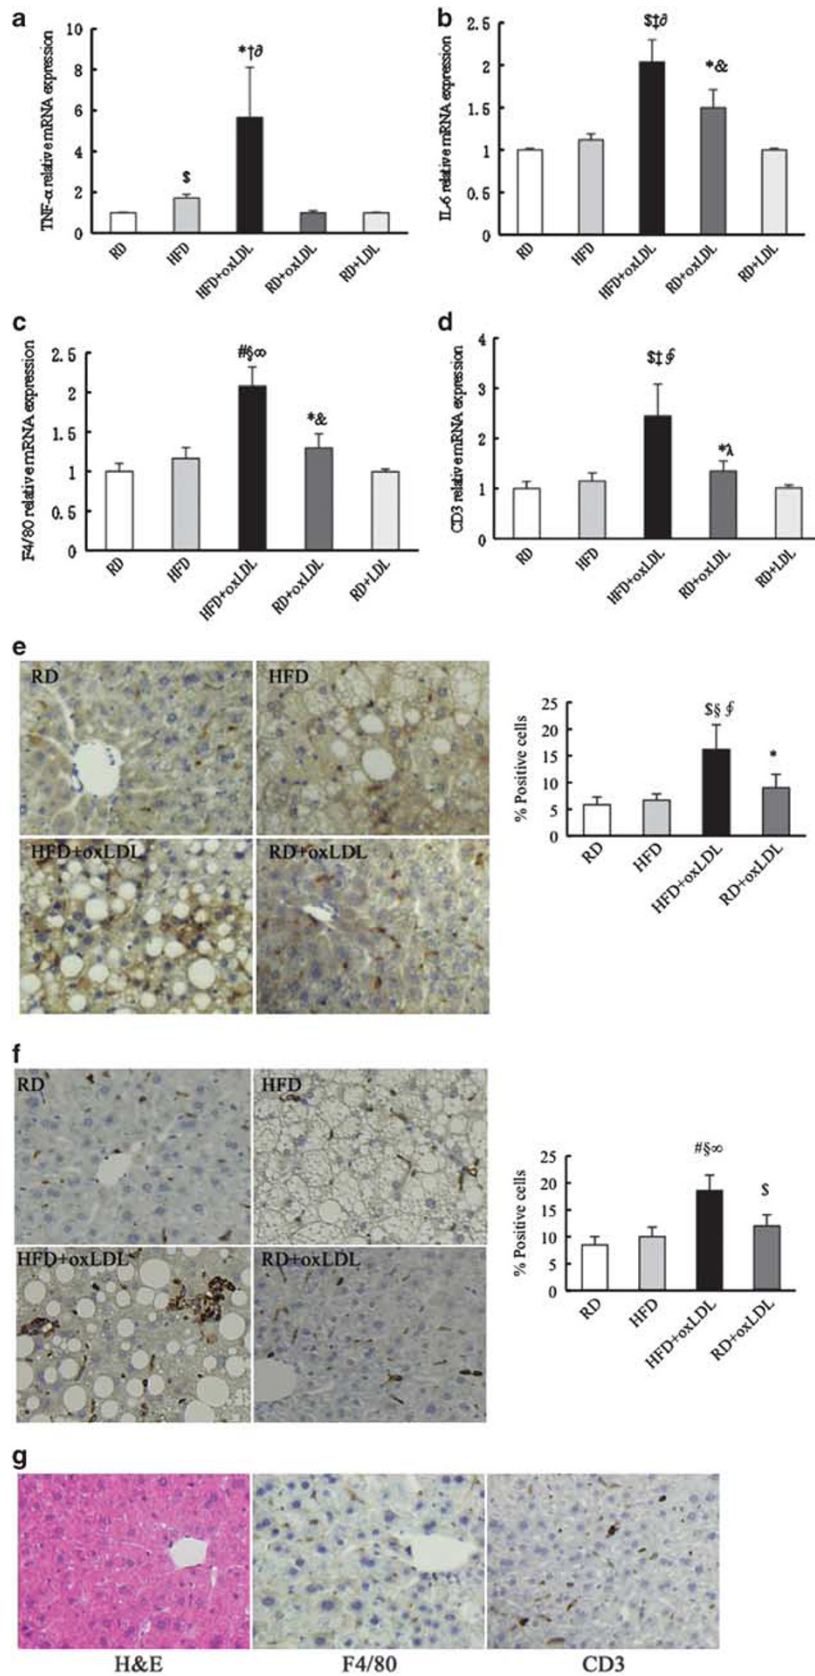 a
TNF-α relative mRNA expression
10
8
6
4
2
0
$
*†∂
RD
HFD
HFD+oxLDL
RD+oxLDL
RD+LDL
b
IL-6 relative mRNA expression
2.5
2
1.5
1
0.5
0
$‡∂
*&
RD
HFD
HFD+oxLDL
RD+oxLDL
RD+LDL
c
F4/80 relative mRNA expression
2.5
2
1.5
1
0.5
0
#§∞
*&
RD
HFD
HFD+oxLDL
RD+oxLDL
RD+LDL
d
CD3 relative mRNA expression
4
3
2
1
0
$‡∮
*λ
RD
HFD
HFD+oxLDL
RD+oxLDL
RD+LDL
e
RD
HFD
HFD+oxLDL
RD+oxLDL
% Positive cells
25
20
15
10
5
0
$§∮
*
RD
HFD
HFD+oxLDL
RD+oxLDL
f
RD
HFD
HFD+oxLDL
RD+oxLDL
% Positive cells
25
20
15
10
5
0
#§∞
$
RD
HFD
HFD+oxLDL
RD+oxLDL
g
H&E
F4/80
CD3